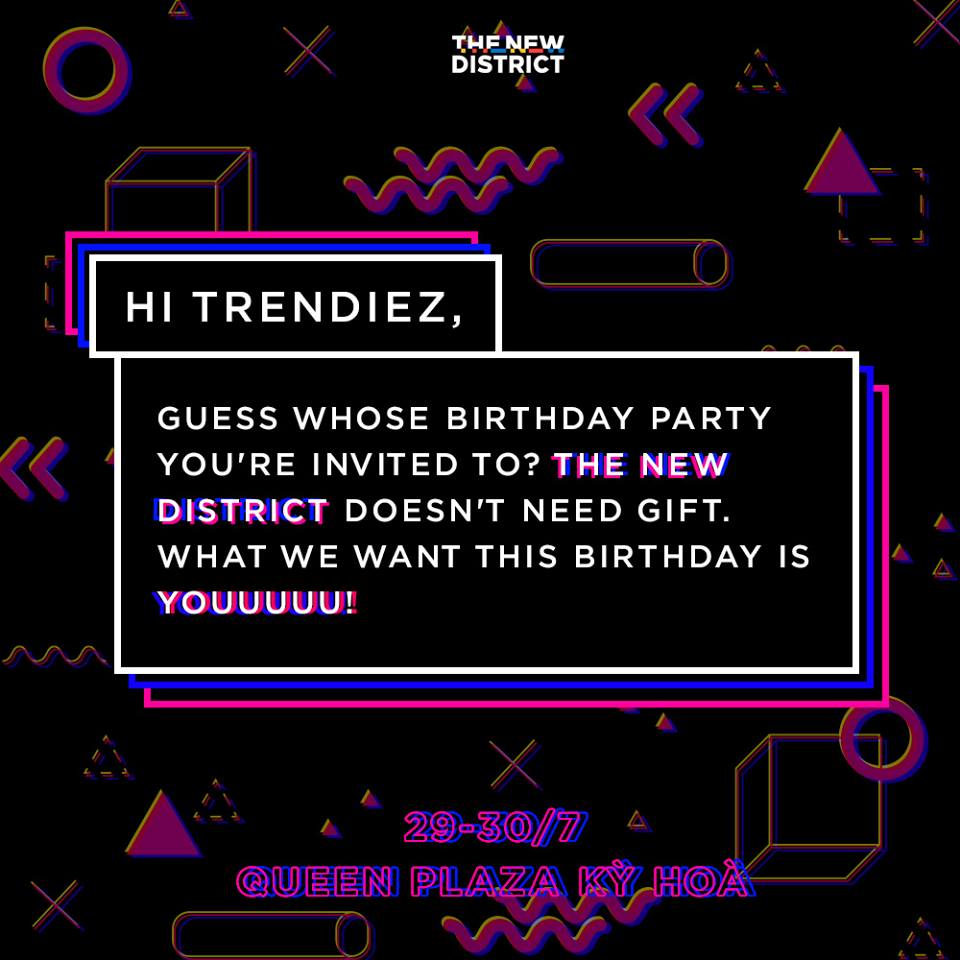 THE NEW
DISTRICT
HI TRENDIEZ,
GUESS WHOSE BIRTHDAY PARTY
YOU'RE INVITED TO? THE NEW
DISTRICT DOESN'T NEED GIFT.
WHAT WE WANT THIS BIRTHDAY IS
YOUUUUUU!
29-30/7
QUEEN PLAZA KỲ HOÀ